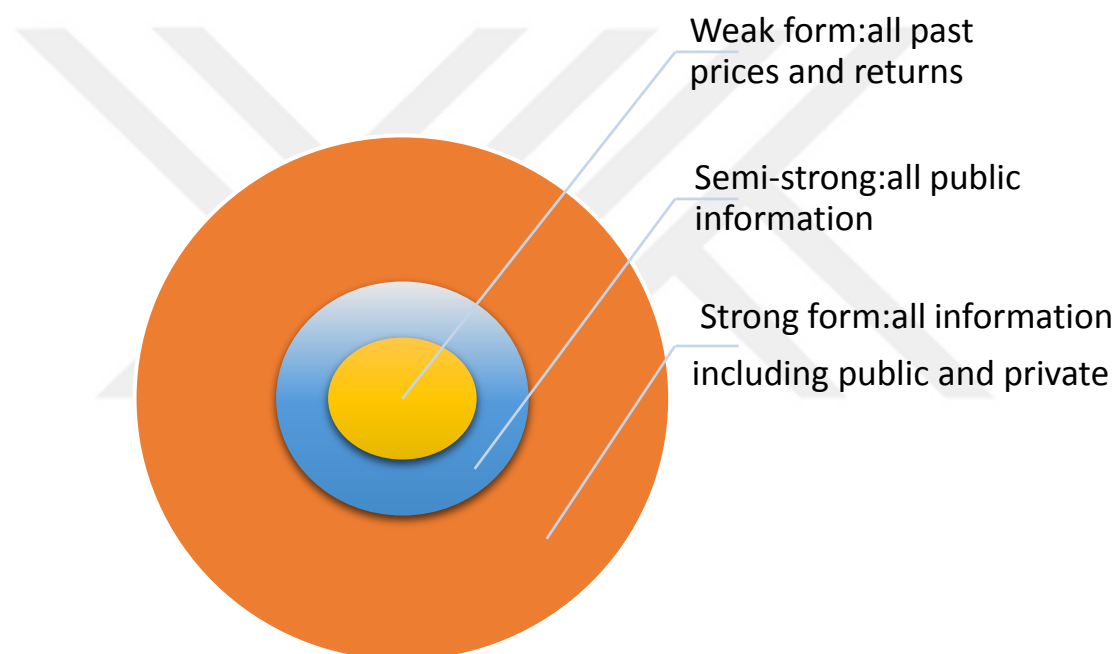 Weak form:all past
prices and returns
Semi-strong:all public
information
Strong form:all information
including public and private